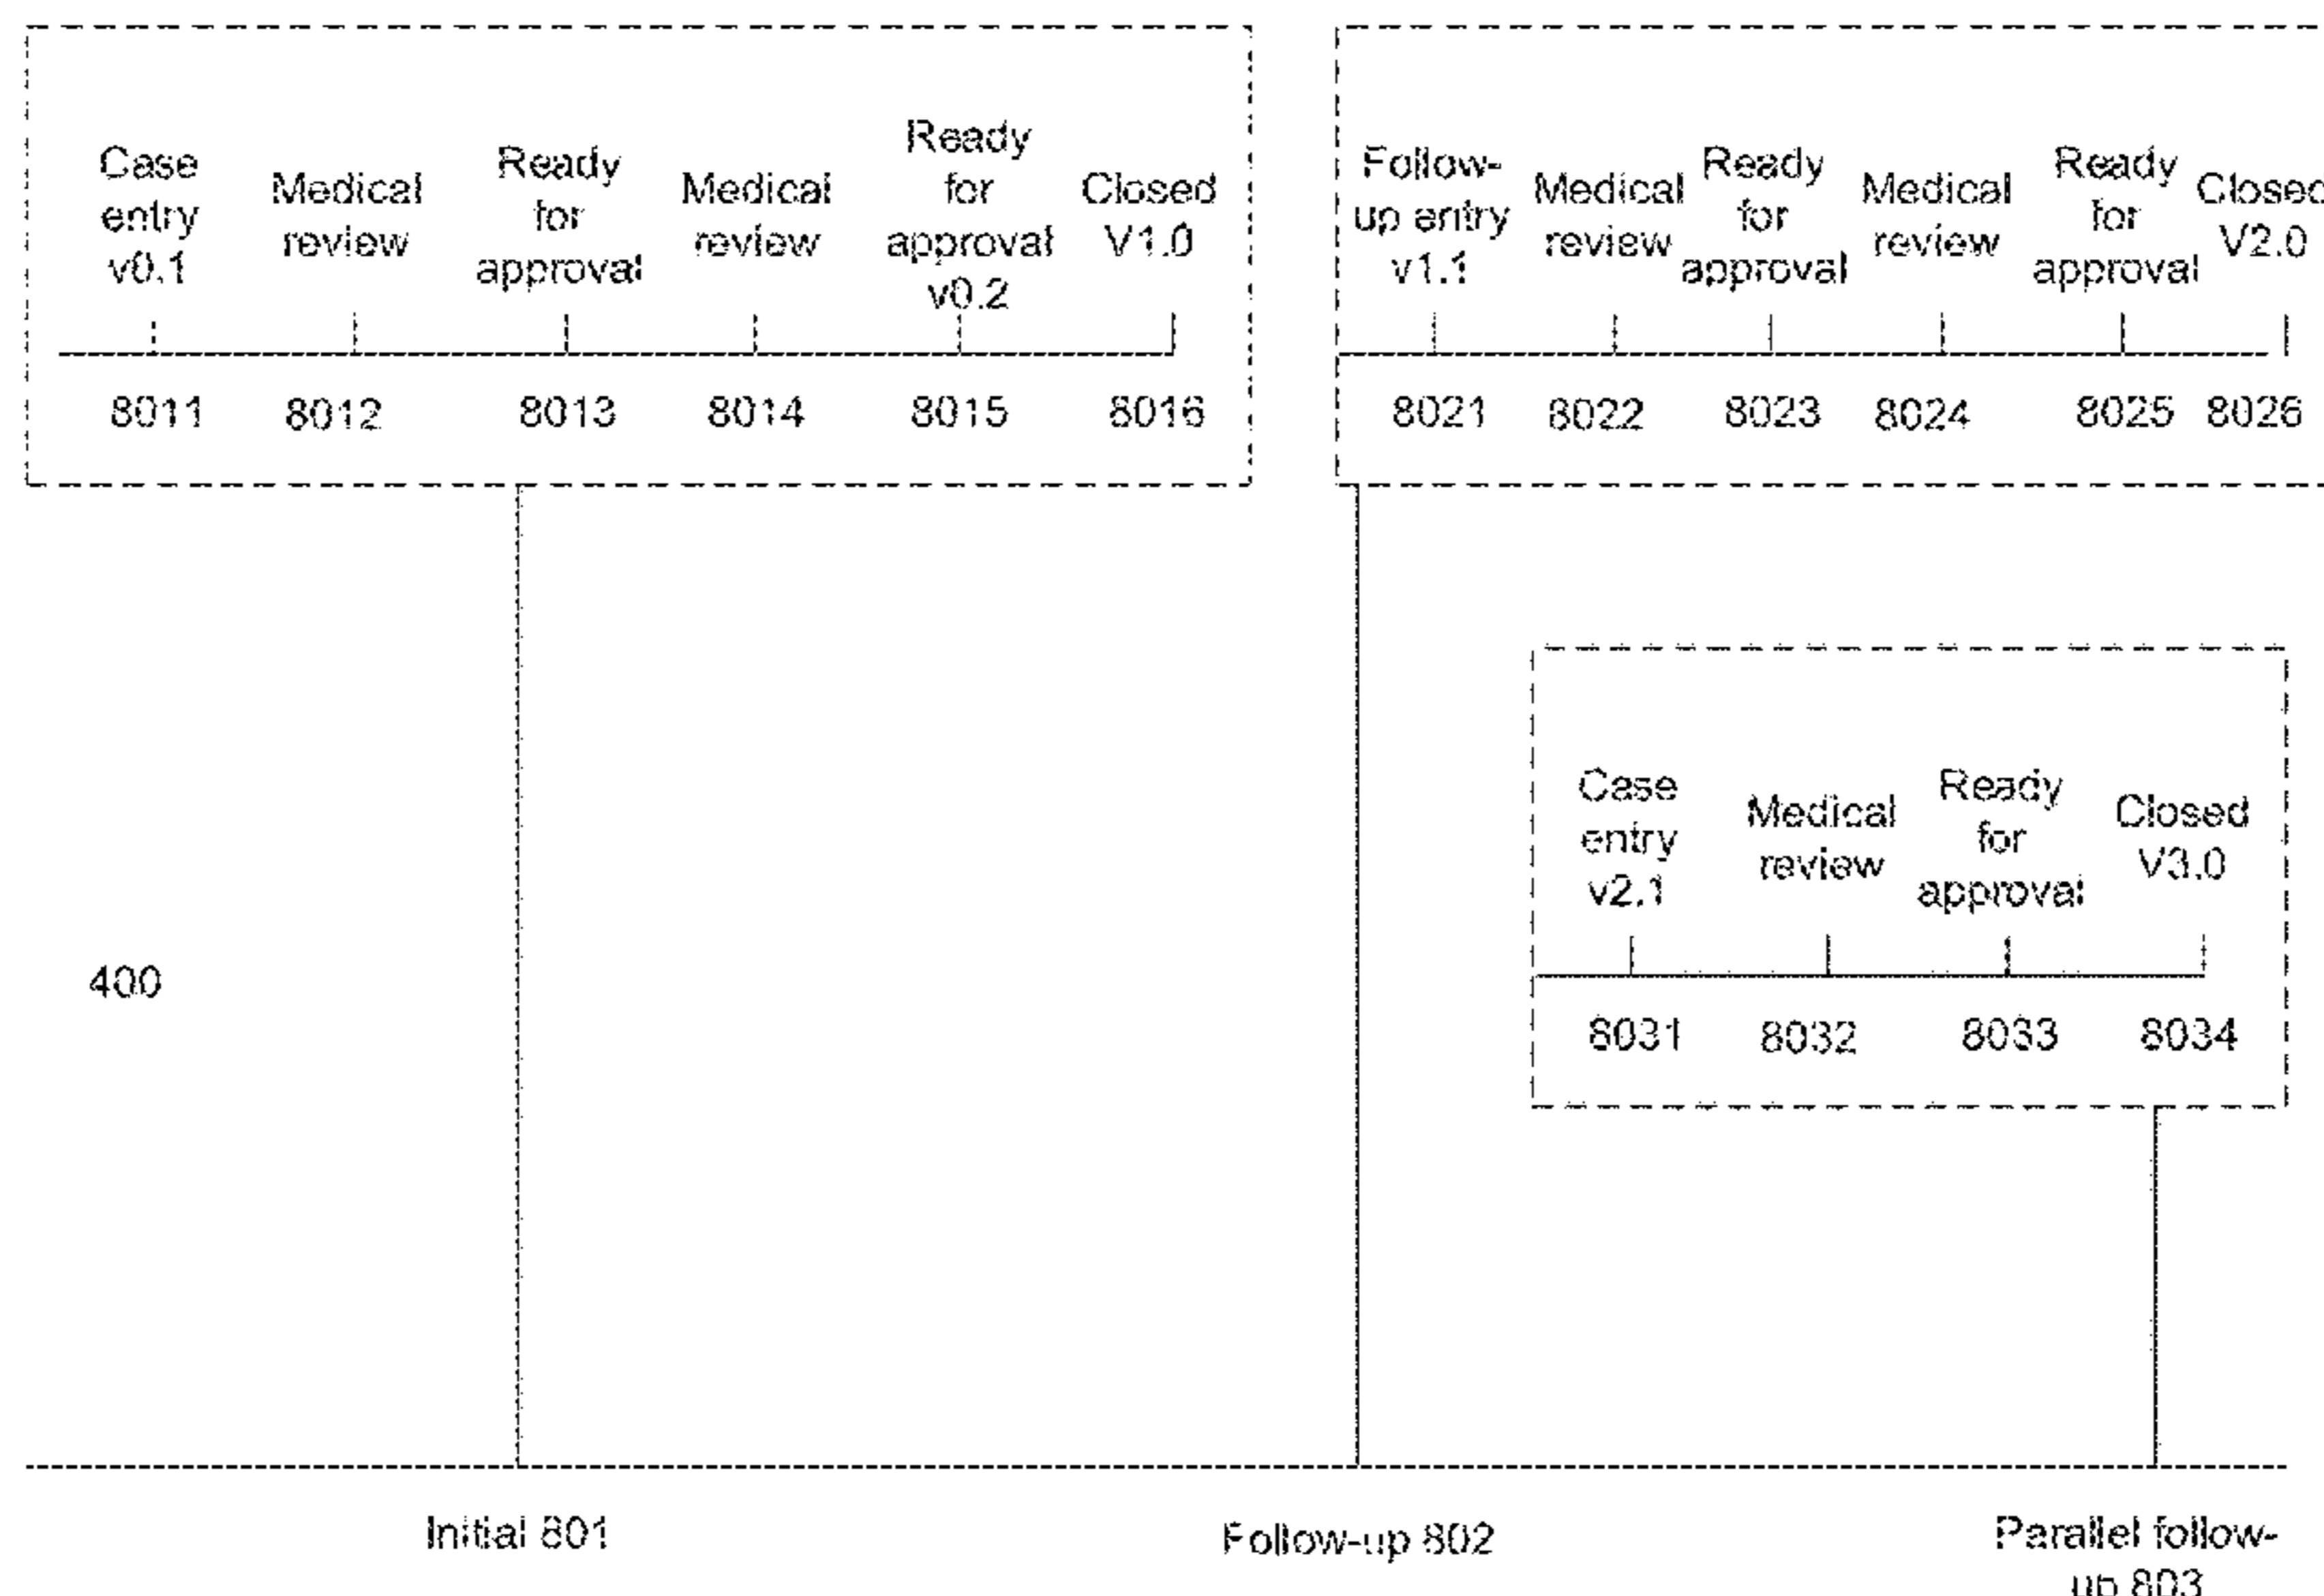 Case
entry
v0.1
Medical
review
Ready
for
approval
Medical
review
Ready
for
approval
v0.2
Closed
V1.0
8011
8012
8013
8014
8015
8016
Follow-
up entry
v1.1
Medical
review
Ready
for
approval
Medical
review
Ready
for
approval
Closed
V2.0
8021
8022
8023
8024
8025
8026
Case
entry
v2.1
Medical
review
Ready
for
approval
Closed
V3.0
8031
8032
8033
8034
400
Initial 801
Follow-up 802
Parallel follow-
up 803